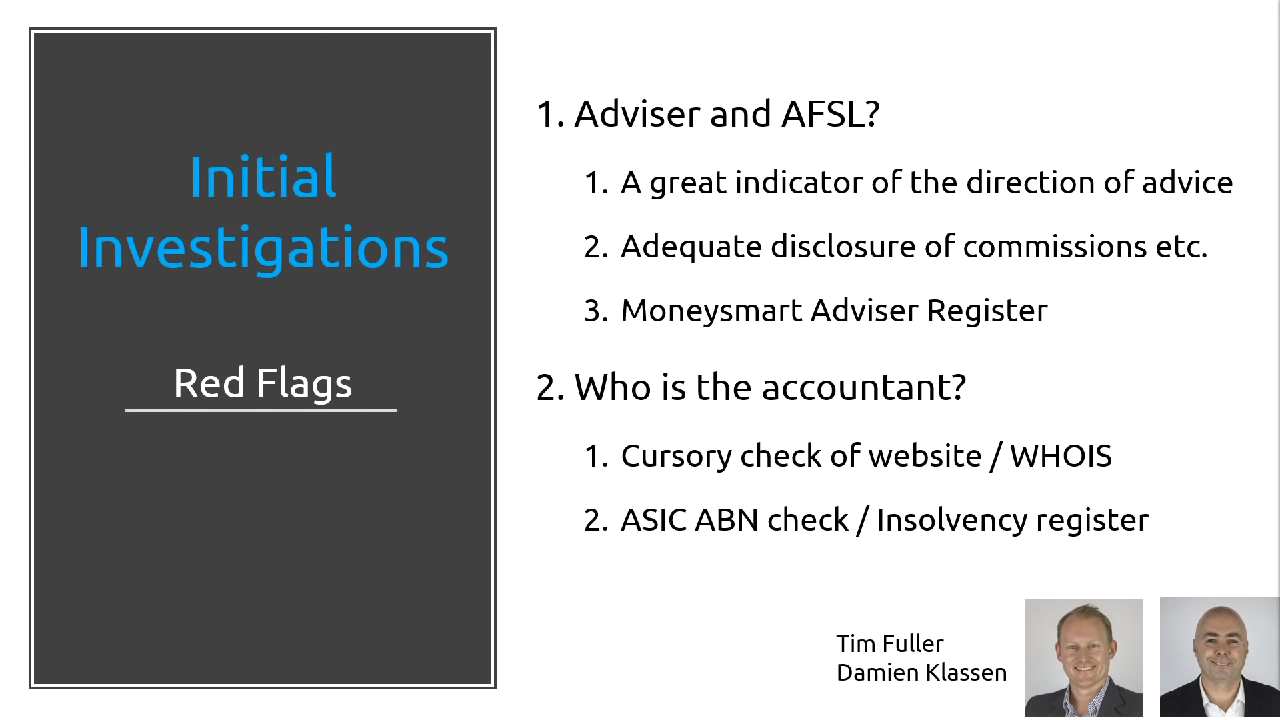 Initial
Investigations
Red Flags
1. Adviser and AFSL?
1. A great indicator of the direction of advice
2. Adequate disclosure of commissions etc.
3. Moneysmart Adviser Register
2. Who is the accountant?
1. Cursory check of website / WHOIS
2. ASIC ABN check / Insolvency register
Tim Fuller
Damien Klassen